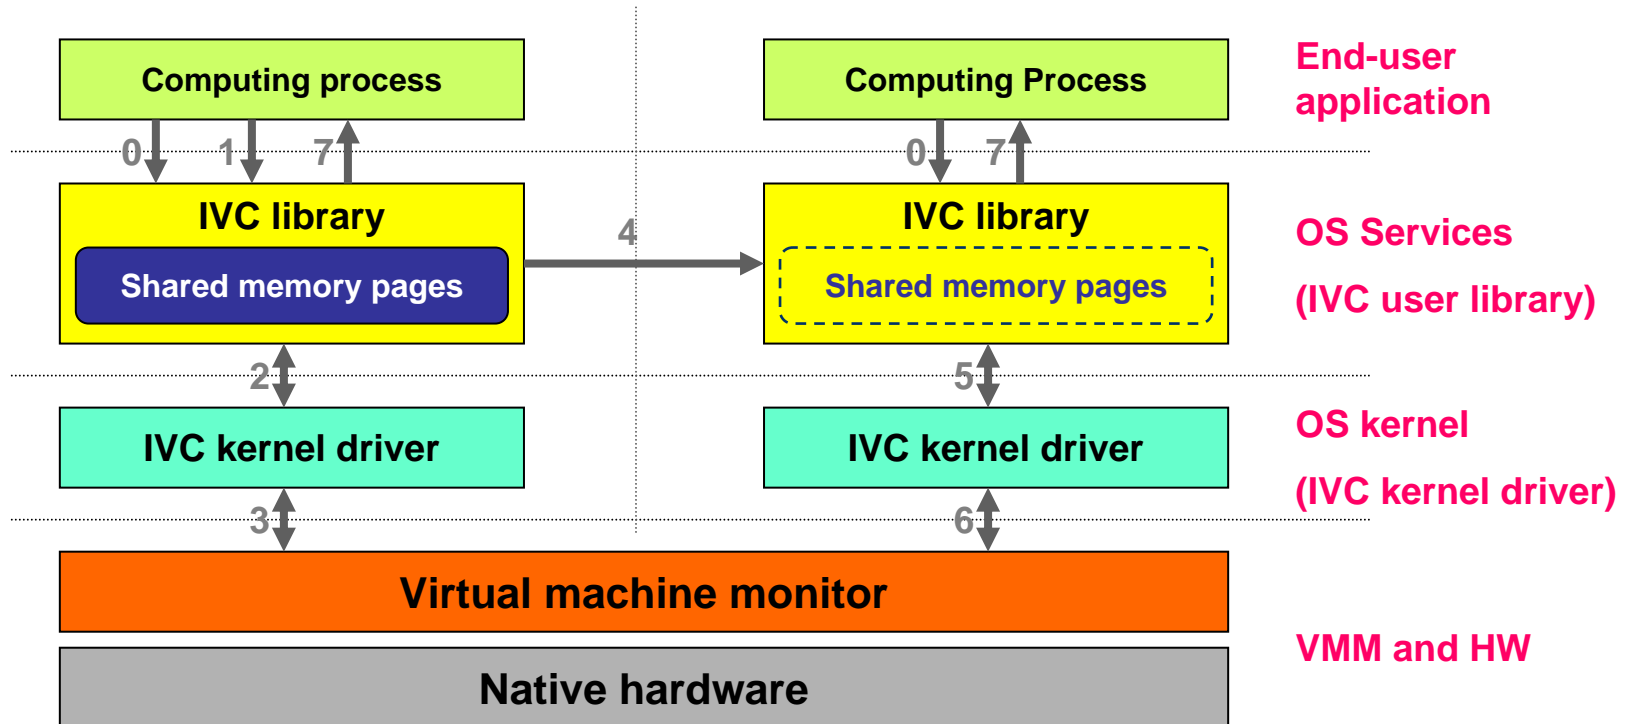 Computing process
Computing Process
End-user
application
0
1
7
0
7
IVC library
IVC library
4
OS Services
Shared memory pages
Shared memory pages
(IVC user library)
2
5
IVC kernel driver
IVC kernel driver
OS kernel
(IVC kernel driver)
3
6
Virtual machine monitor
VMM and HW
Native hardware